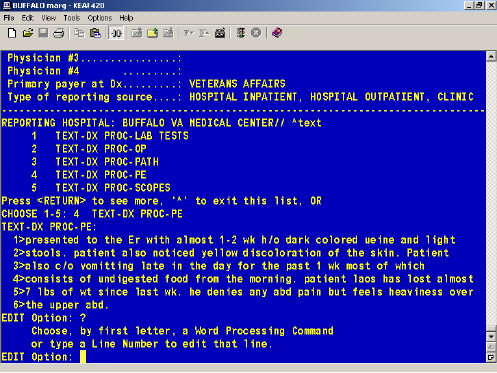 BUFFALO marg - KEA! 420
File Edit View Tools Options Help
Physician #3................:
Physician #4 :
Primary payer at Dx.........: VETERANS AFFAIRS
Type of reporting source....: HOSPITAL INPATIENT, HOSPITAL OUTPATIENT, CLINIC
--------------------------------------------------------------------------------
REPORTING HOSPITAL: BUFFALO VA MEDICAL CENTER// ^text
1 TEXT-DX PROC-LAB TESTS
2 TEXT-DX PROC-OP
3 TEXT-DX PROC-PATH
4 TEXT-DX PROC-PE
5 TEXT-DX PROC-SCOPES
Press <RETURN> to see more, '^' to exit this list, OR
CHOOSE 1-5: 4 TEXT-DX PROC-PE
TEXT-DX PROC-PE:
1>presented to the Er with almost 1-2 wk h/o dark colored ueine and light
2>stools. patient also noticed yellow discoloration of the skin. Patient
3>also c/o vomitting late in the day for the past 1 wk most of which
4>consists of undigested food from the morning. patient laos has lost almost
5>7 lbs of wt since last wk. he denies any abd pain but feels heaviness over
6>the upper abd.
EDIT Option: ?
Choose, by first letter, a Word Processing Command
or type a Line Number to edit that line.
EDIT Option: